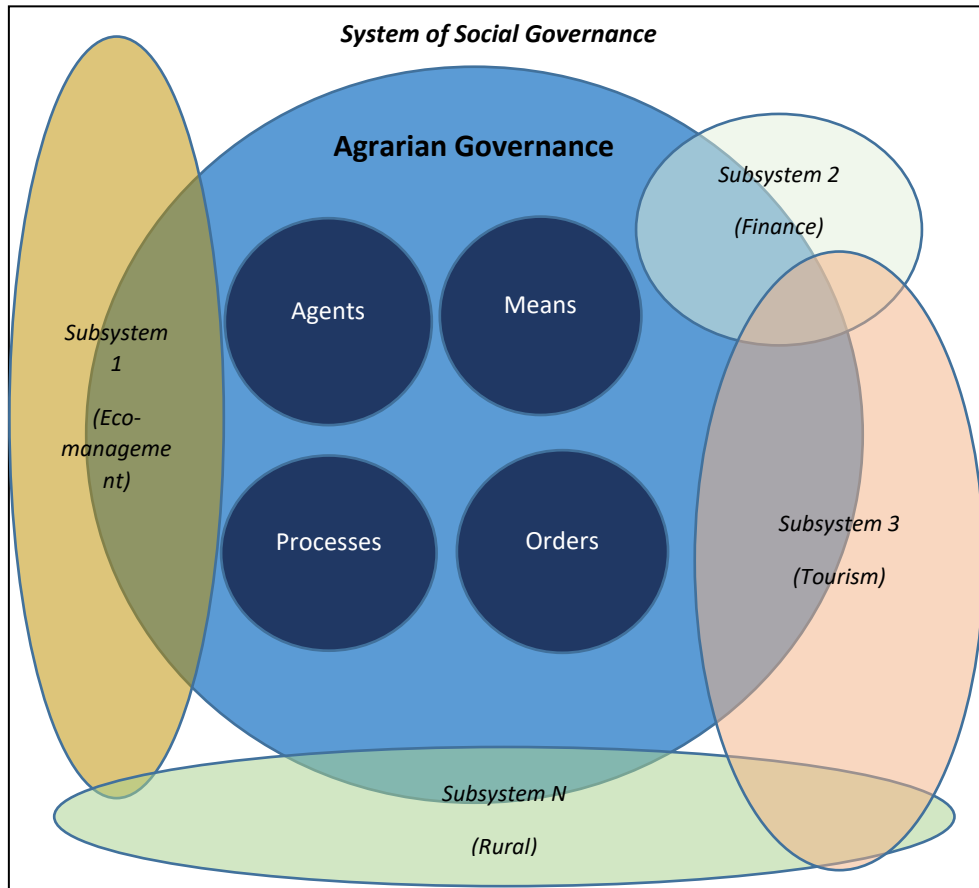 System of Social Governance
Agrarian Governance
Subsystem 2
(Finance)
Agents
Means
Subsystem
1
(Eco-
manageme
nt)
Processes
Orders
Subsystem 3
(Tourism)
Subsystem N
(Rural)